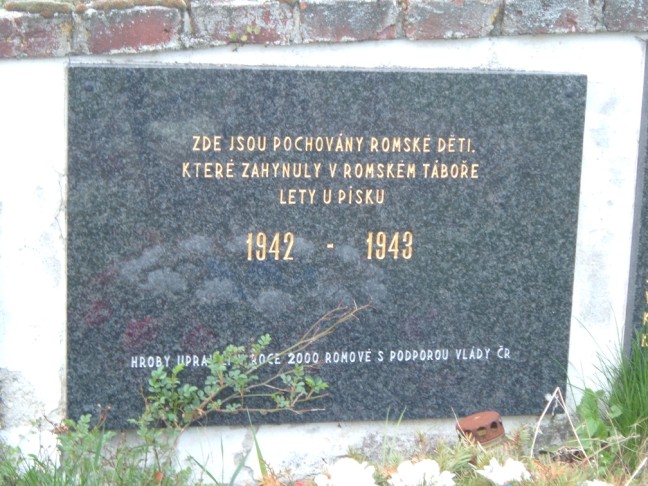 ZDE JSOU POCHOVÁNY ROMSKÉ DĚTI,
KTERÉ ZAHYNULY V ROMSKÉM TÁBOŘE
LETY U PÍSKU
1942 - 1943
HROBY ROCE 2000 ROMOVÉ S PODPOROU VLÁDY ČR